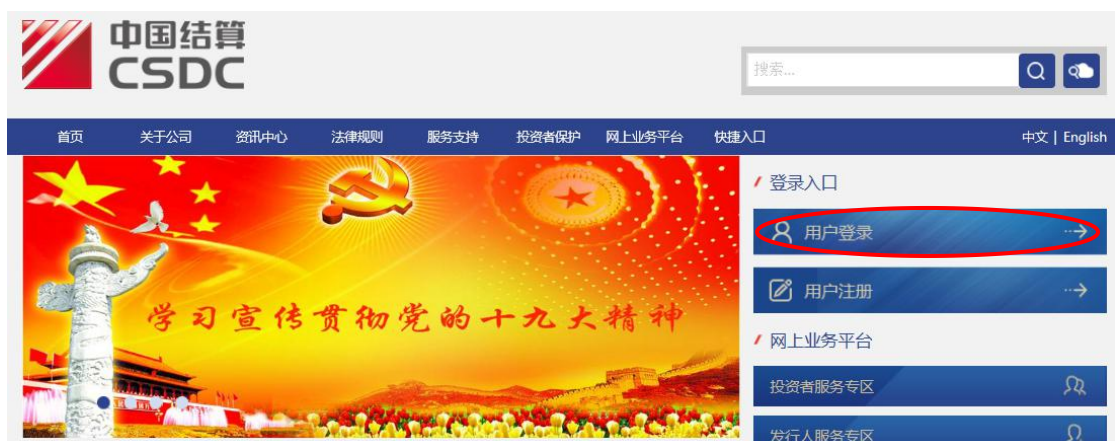 中国结算
CSDC
搜索...
首页 关于公司 资讯中心 法律规则 服务支持 投资者保护 网上业务平台 快捷入口 中文 | English
登录入口
用户登录
用户注册
学习宣传贯彻党的十九大精神
网上业务平台
投资者服务专区
发行人服务专区